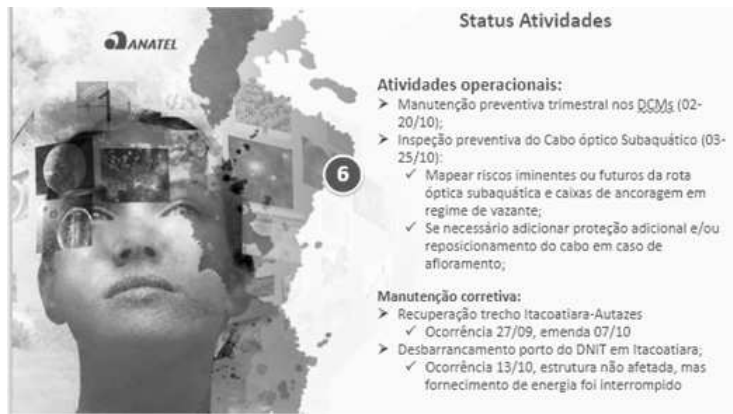 Status Atividades
ANATEL
Atividades operacionais:
➤ Manutenção preventiva trimestral nos DCMs (02-
20/10);
➤ Inspeção preventiva do Cabo óptico Subaquático (03-
25/10):
✓ Mapear riscos iminentes ou futuros da rota
óptica subaquática e caixas de ancoragem em
regime de vazante;
✓ Se necessário adicionar proteção adicional e/ou
reposicionamento do cabo em caso de
afloramento;
6
Manutenção corretiva:
➤ Recuperação trecho Itacoatiara-Autazes
✓ Ocorrência 27/09, emenda 07/10
➤ Desbarrancamento porto do DNIT em Itacoatiara;
✓ Ocorrência 13/10, estrutura não afetada, mas
fornecimento de energia foi interrompido